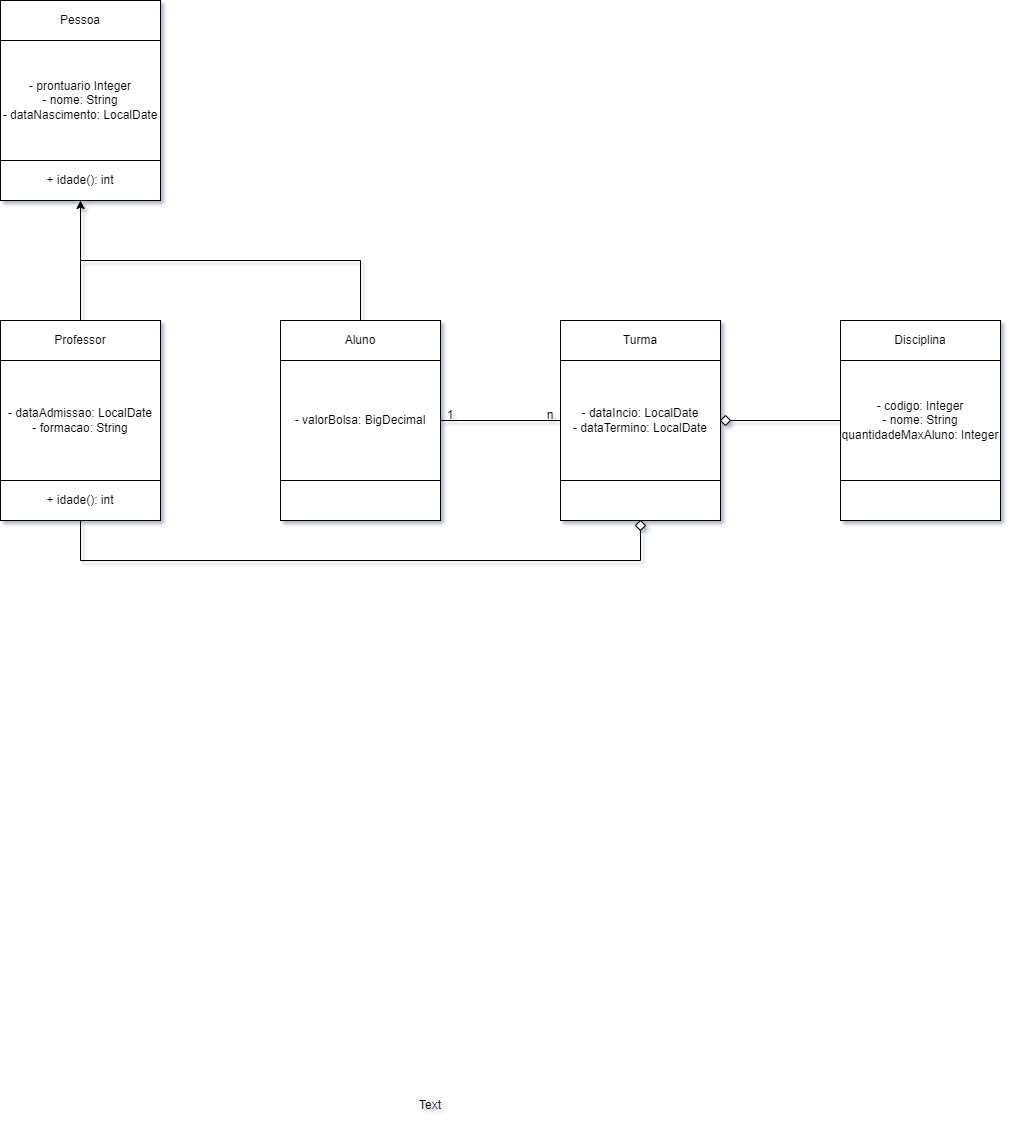 Pessoa
- prontuario Integer
- nome: String
- dataNascimento: LocalDate
+ idade(): int
Professor
- dataAdmissao: LocalDate
- formacao: String
+ idade(): int
Aluno
- valorBolsa: BigDecimal
1
n
Turma
- dataIncio: LocalDate
- dataTermino: LocalDate
Disciplina
- codigo: Integer
- nome: String
quantidadeMaxAluno: Integer
Text